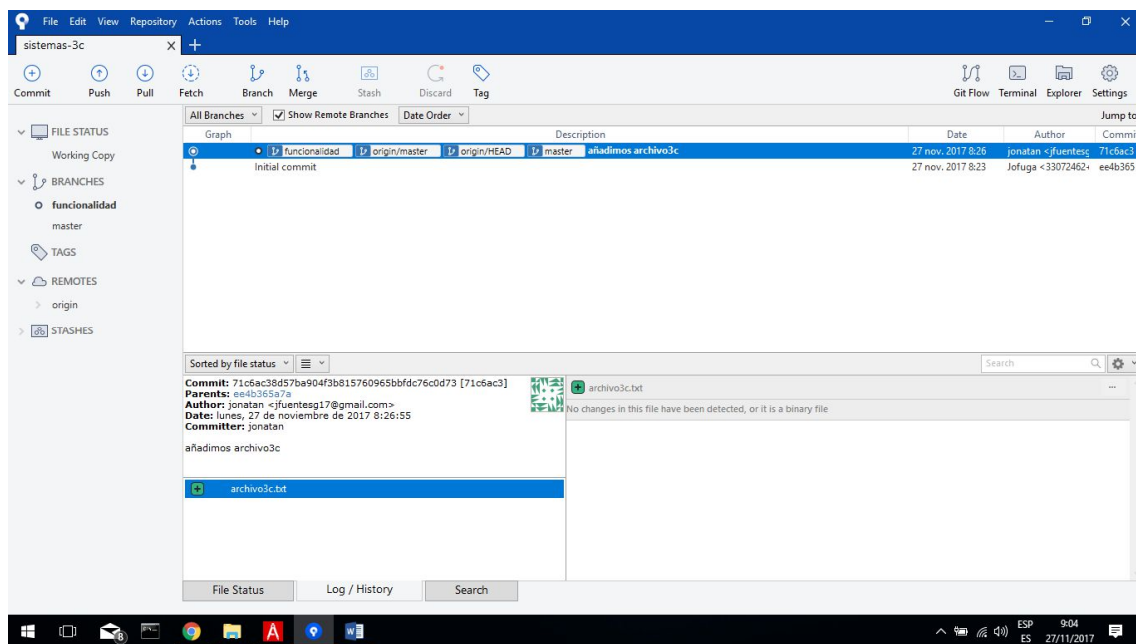 File Edit View Repository Actions Tools Help
sistemas-3c
Commit Push Pull Fetch Branch Merge Stash Discard Tag Git Flow Terminal Explorer Settings
All Branches Show Remote Branches Date Order Jump to
FILE STATUS
Working Copy
BRANCHES
funcionalidad
master
TAGS
REMOTES
origin
STASHES
Graph Description Date Author Commi
funcionalidad origin/master origin/HEAD master añadimos archivo3c 27 nov. 2017 8:26 jonatan <jfuentesg 71c6ac3
Initial commit 27 nov. 2017 8:23 Jofuga <33072462+ ee4b365
Sorted by file status Search
Commit: 71c6ac38d57ba904f3b815760965bbfdc76c0d73 [71c6ac3]
Parents: ee4b365a7a
Author: jonatan <jfuentesg17@gmail.com>
Date: lunes, 27 de noviembre de 2017 8:26:55
Committer: jonatan
añadimos archivo3c
archivo3c.txt
archivo3c.txt
No changes in this file have been detected, or it is a binary file
File Status Log / History Search
ESP 9:04
ES 27/11/2017